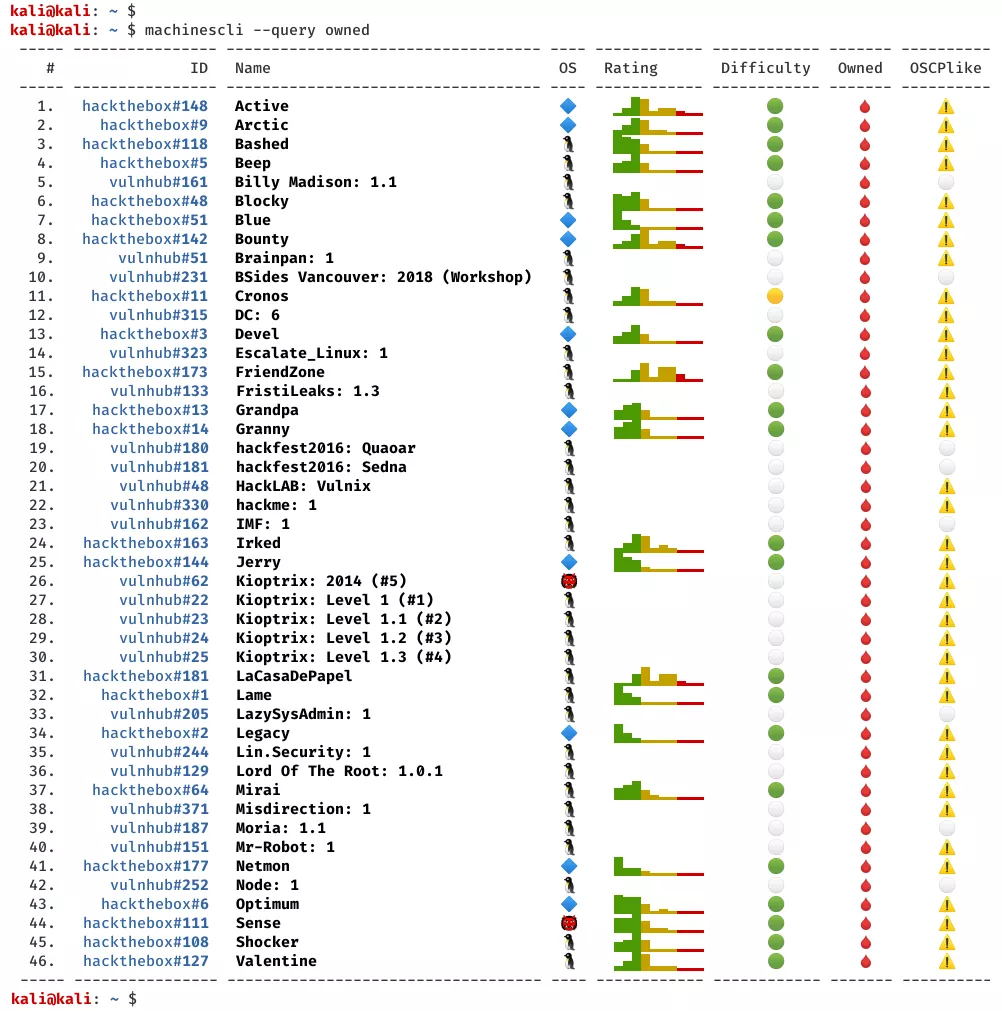 kali@kali: ~ $
kali@kali: ~ $ machinescli --query owned
# ID Name OS Rating Difficulty Owned OSCPlike
1. hackthebox#148 Active
2. hackthebox#9 Arctic
3. hackthebox#118 Bashed
4. hackthebox#5 Beep
5. vulnhub#161 Billy Madison: 1.1
6. hackthebox#48 Blocky
7. hackthebox#51 Blue
8. hackthebox#142 Bounty
9. vulnhub#51 Brainpan: 1
10. vulnhub#231 BSides Vancouver: 2018 (Workshop)
11. hackthebox#11 Cronos
12. vulnhub#315 DC: 6
13. hackthebox#3 Devel
14. vulnhub#323 Escalate_Linux: 1
15. hackthebox#173 FriendZone
16. vulnhub#133 FristiLeaks: 1.3
17. hackthebox#13 Grandpa
18. hackthebox#14 Granny
19. vulnhub#180 hackfest2016: Quaoar
20. vulnhub#181 hackfest2016: Sedna
21. vulnhub#48 HackLAB: Vulnix
22. vulnhub#330 hackme: 1
23. vulnhub#162 IMF: 1
24. hackthebox#163 Irked
25. hackthebox#144 Jerry
26. vulnhub#62 Kioptrix: 2014 (#5)
27. vulnhub#22 Kioptrix: Level 1 (#1)
28. vulnhub#23 Kioptrix: Level 1.1 (#2)
29. vulnhub#24 Kioptrix: Level 1.2 (#3)
30. vulnhub#25 Kioptrix: Level 1.3 (#4)
31. hackthebox#181 LaCasaDePapel
32. hackthebox#1 Lame
33. vulnhub#205 LazySysAdmin: 1
34. hackthebox#2 Legacy
35. vulnhub#244 Lin.Security: 1
36. vulnhub#129 Lord Of The Root: 1.0.1
37. hackthebox#64 Mirai
38. vulnhub#371 Misdirection: 1
39. vulnhub#187 Moria: 1.1
40. vulnhub#151 Mr-Robot: 1
41. hackthebox#177 Netmon
42. vulnhub#252 Node: 1
43. hackthebox#6 Optimum
44. hackthebox#111 Sense
45. hackthebox#108 Shocker
46. hackthebox#127 Valentine
kali@kali: ~ $